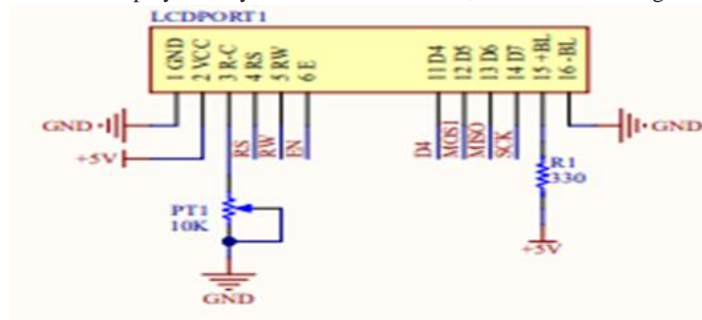 LCDPORT1
1 GND
2 VCC
3 R-C
4 RS
5 RW
6 E
11 D4
12 D5
13 D6
14 D7
15 +BL
16 -BL
GND
+5V
RS
RW
EN
D4
MOSI
MISO
SCK
GND
R1
330
PT1
10K
+5V
GND